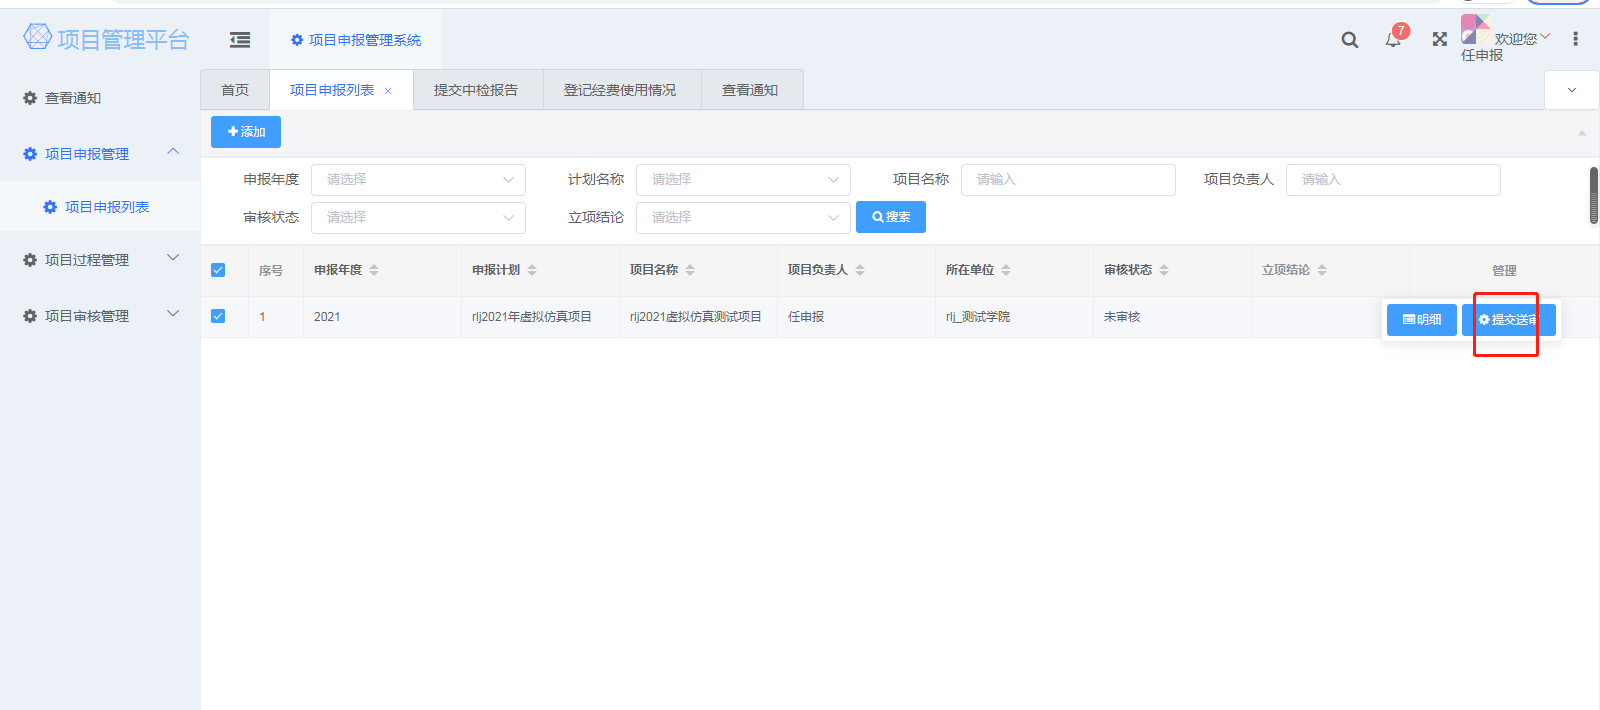 项目管理平台
项目申报管理系统
7
欢迎您
任申报
查看通知
项目申报管理
项目申报列表
项目过程管理
项目审核管理
首页
项目申报列表 ×
提交中检报告
登记经费使用情况
查看通知
添加
申报年度 请选择
计划名称 请选择
项目名称 请输入
项目负责人 请输入
审核状态 请选择
立项结论 请选择
搜索
序号 申报年度 申报计划 项目名称 项目负责人 所在单位 审核状态 立项结论 管理
1 2021 rlj2021年虚拟仿真项目 rlj2021虚拟仿真测试项目 任申报 rlj_测试学院 未审核
明细 提交送审